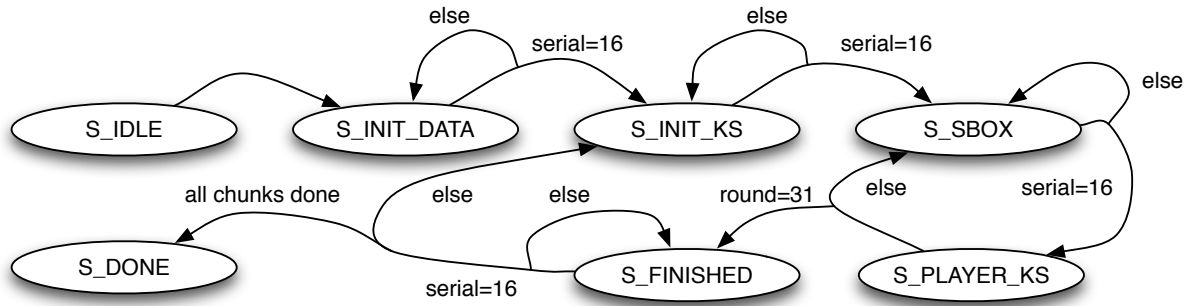 else
else
serial=16
serial=16
else
S_IDLE
S_INIT_DATA
S_INIT_KS
S_SBOX
all chunks done
else
else
round=31
else
serial=16
S_DONE
S_FINISHED
S_PLAYER_KS
serial=16